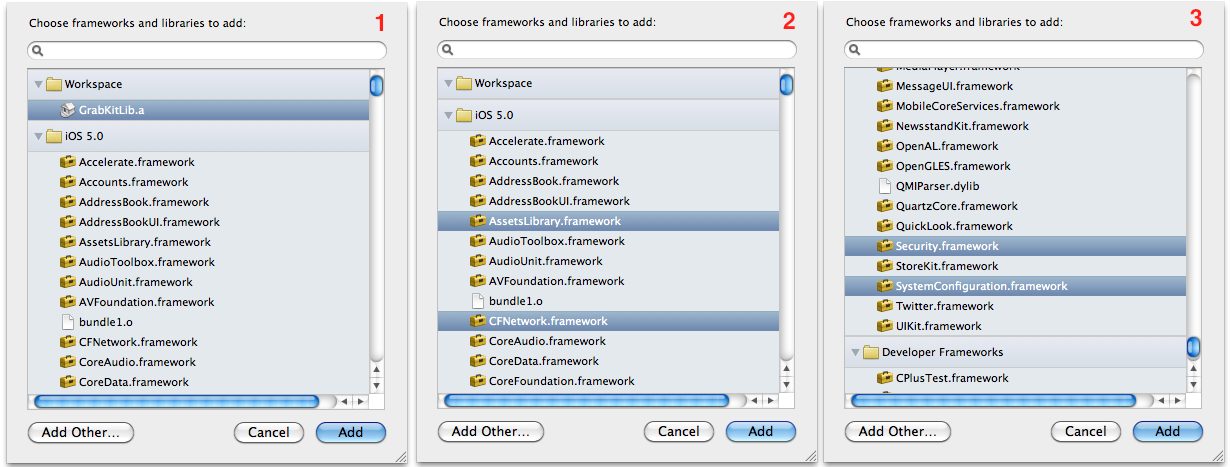 Choose frameworks and libraries to add:
1
Workspace
GrabKitLib.a
iOS 5.0
Accelerate.framework
Accounts.framework
AddressBook.framework
AddressBookUI.framework
AssetsLibrary.framework
AudioToolbox.framework
AudioUnit.framework
AVFoundation.framework
bundle1.o
CFNetwork.framework
CoreAudio.framework
CoreData.framework
Add Other...
Cancel
Add
Choose frameworks and libraries to add:
2
Workspace
iOS 5.0
Accelerate.framework
Accounts.framework
AddressBook.framework
AddressBookUI.framework
AssetsLibrary.framework
AudioToolbox.framework
AudioUnit.framework
AVFoundation.framework
bundle1.o
CFNetwork.framework
CoreAudio.framework
CoreData.framework
CoreFoundation.framework
Add Other...
Cancel
Add
Choose frameworks and libraries to add:
3
MediaPlayer.framework
MessageUI.framework
MobileCoreServices.framework
NewsstandKit.framework
OpenAL.framework
OpenGLES.framework
QMIParser.dylib
QuartzCore.framework
QuickLook.framework
Security.framework
StoreKit.framework
SystemConfiguration.framework
Twitter.framework
UIKit.framework
Developer Frameworks
CPlusTest.framework
Add Other...
Cancel
Add